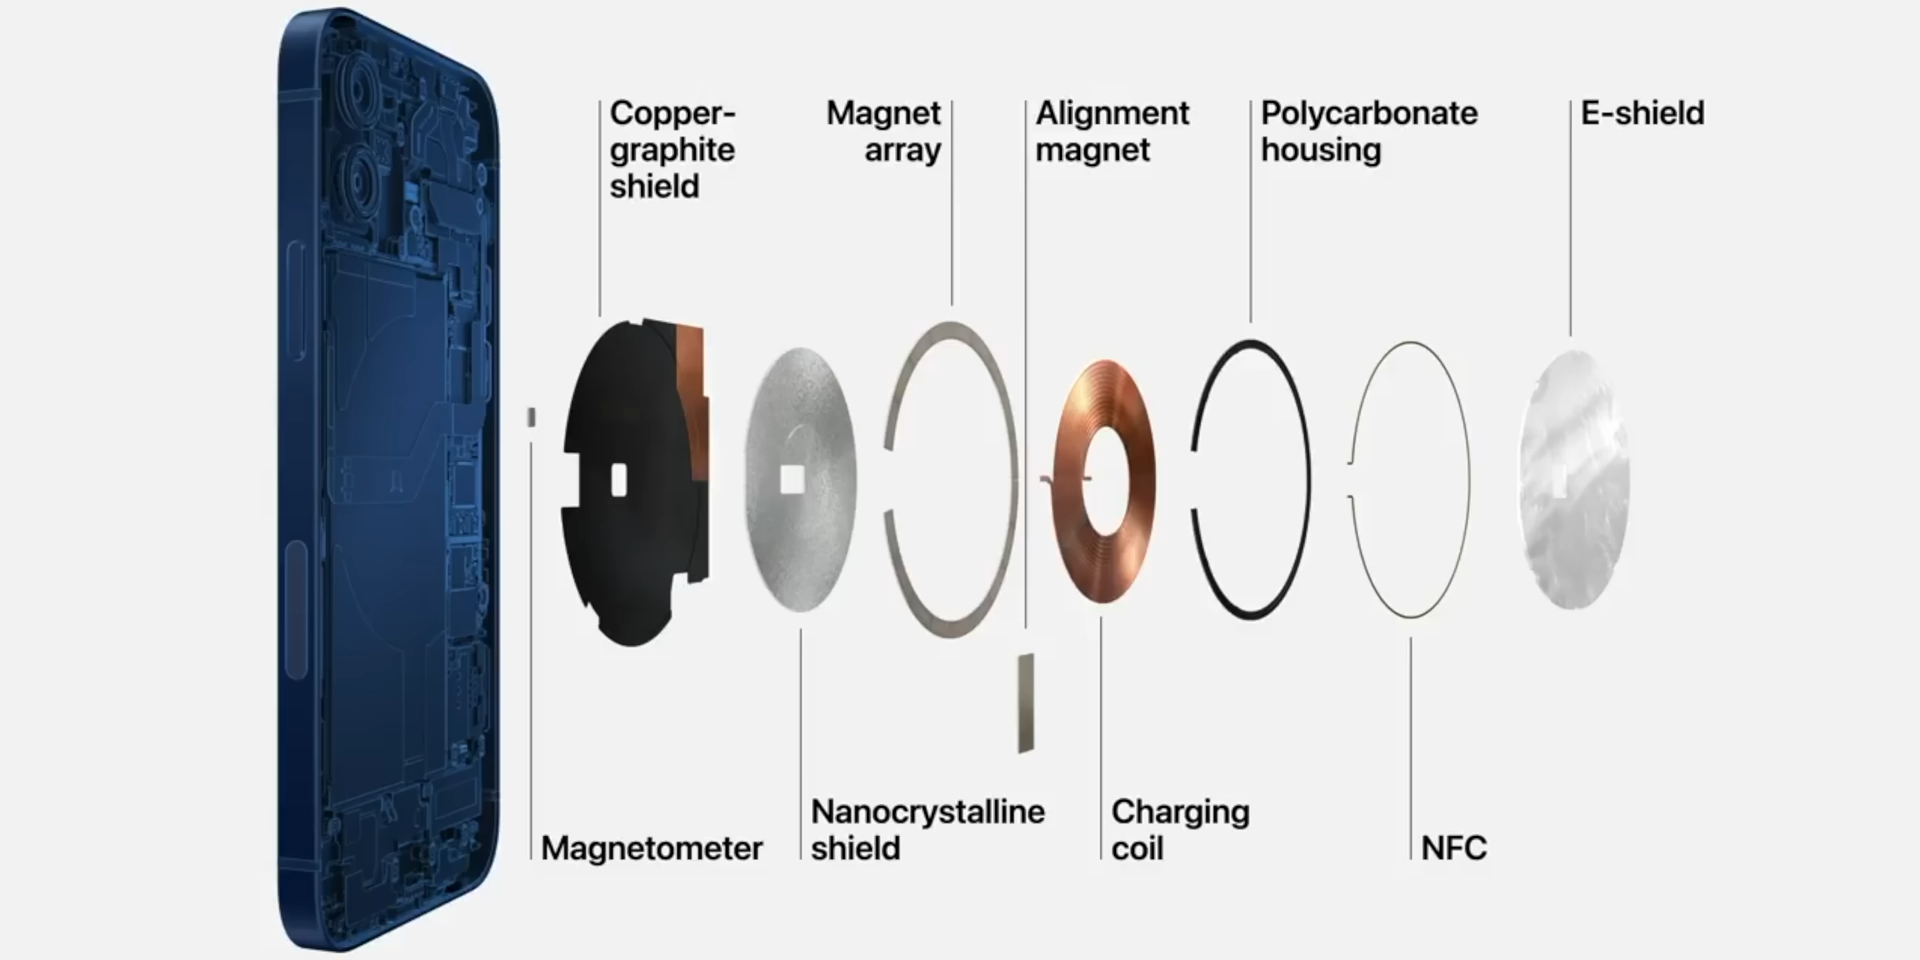 Copper-
graphite
shield
Magnet
array
Alignment
magnet
Polycarbonate
housing
E-shield
Magnetometer
Nanocrystalline
shield
Charging
coil
NFC